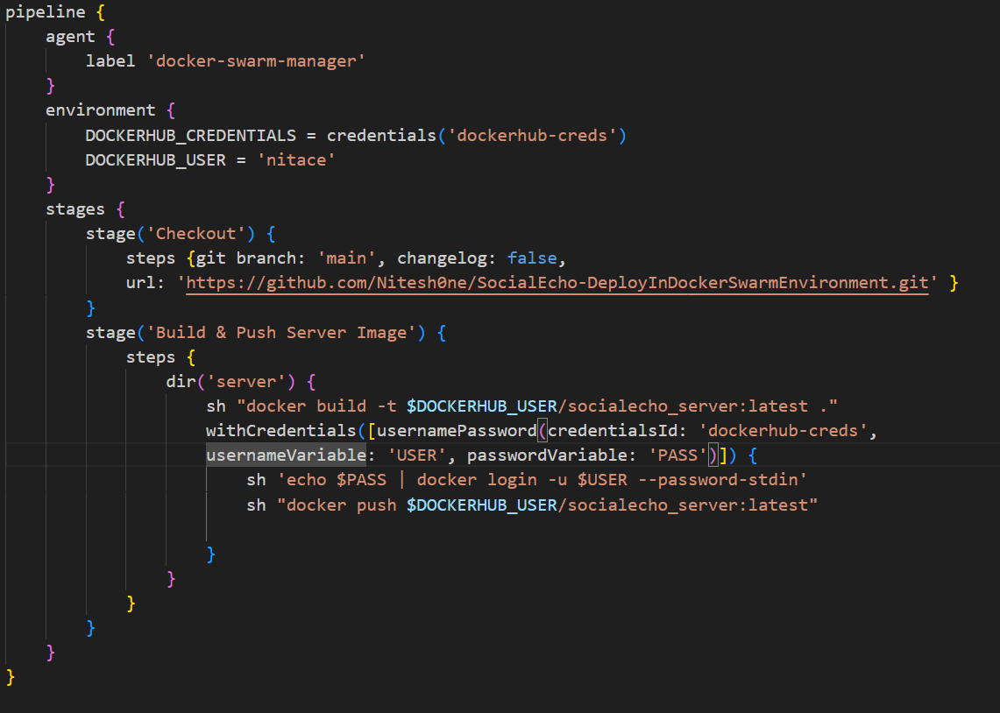 pipeline {
    agent {
        label 'docker-swarm-manager'
    }
    environment {
        DOCKERHUB_CREDENTIALS = credentials('dockerhub-creds')
        DOCKERHUB_USER = 'nitace'
    }
    stages {
        stage('Checkout') {
            steps {git branch: 'main', changelog: false,
            url: 'https://github.com/Nitesh0ne/SocialEcho-DeployInDockerSwarmEnvironment.git' }
        }
        stage('Build & Push Server Image') {
            steps {
                dir('server') {
                    sh "docker build -t $DOCKERHUB_USER/socialecho_server:latest ."
                    withCredentials([usernamePassword(credentialsId: 'dockerhub-creds',
                    usernameVariable: 'USER', passwordVariable: 'PASS')]) {
                        sh 'echo $PASS | docker login -u $USER --password-stdin'
                        sh "docker push $DOCKERHUB_USER/socialecho_server:latest"

                    }
                }
            }
        }
    }
}